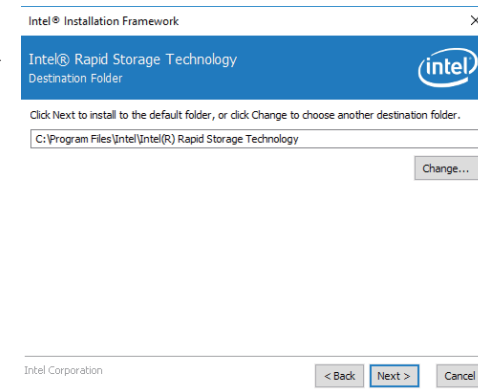 Intel® Installation Framework
Intel® Rapid Storage Technology
Destination Folder
intel
Click Next to install to the default folder, or click Change to choose another destination folder.
C:\Program Files\Intel\Intel(R) Rapid Storage Technology
Change...
Intel Corporation
< Back Next > Cancel